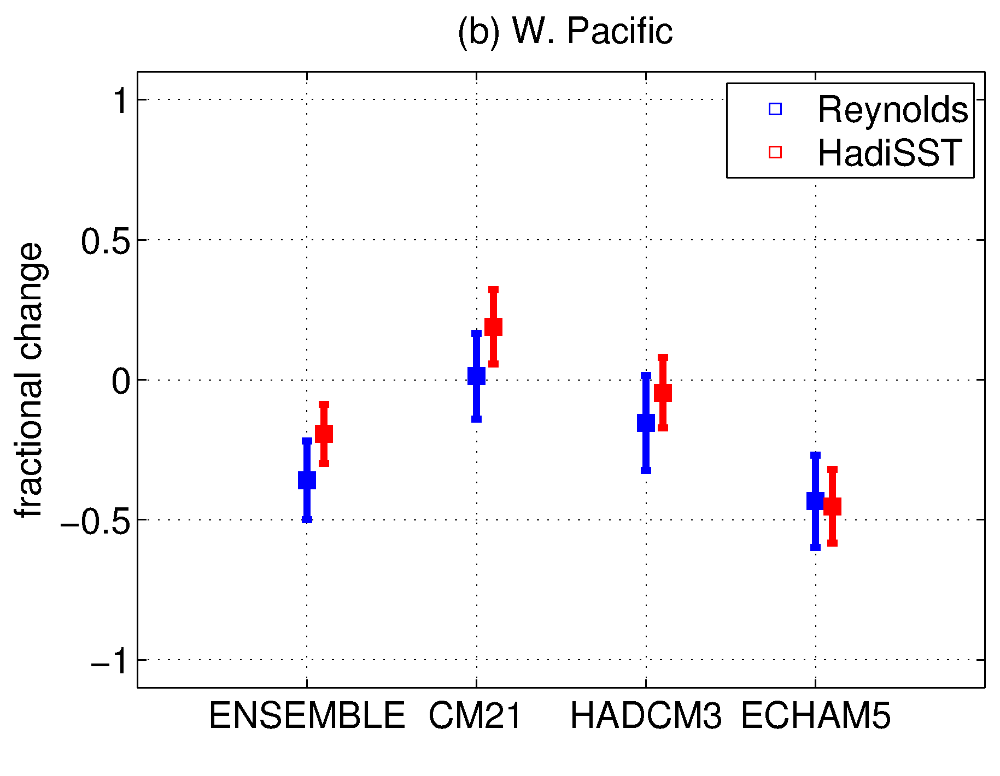 (b) W. Pacific
Reynolds
HadiSST
1
0.5
0
−0.5
−1
fractional change
ENSEMBLE CM21 HADCM3 ECHAM5